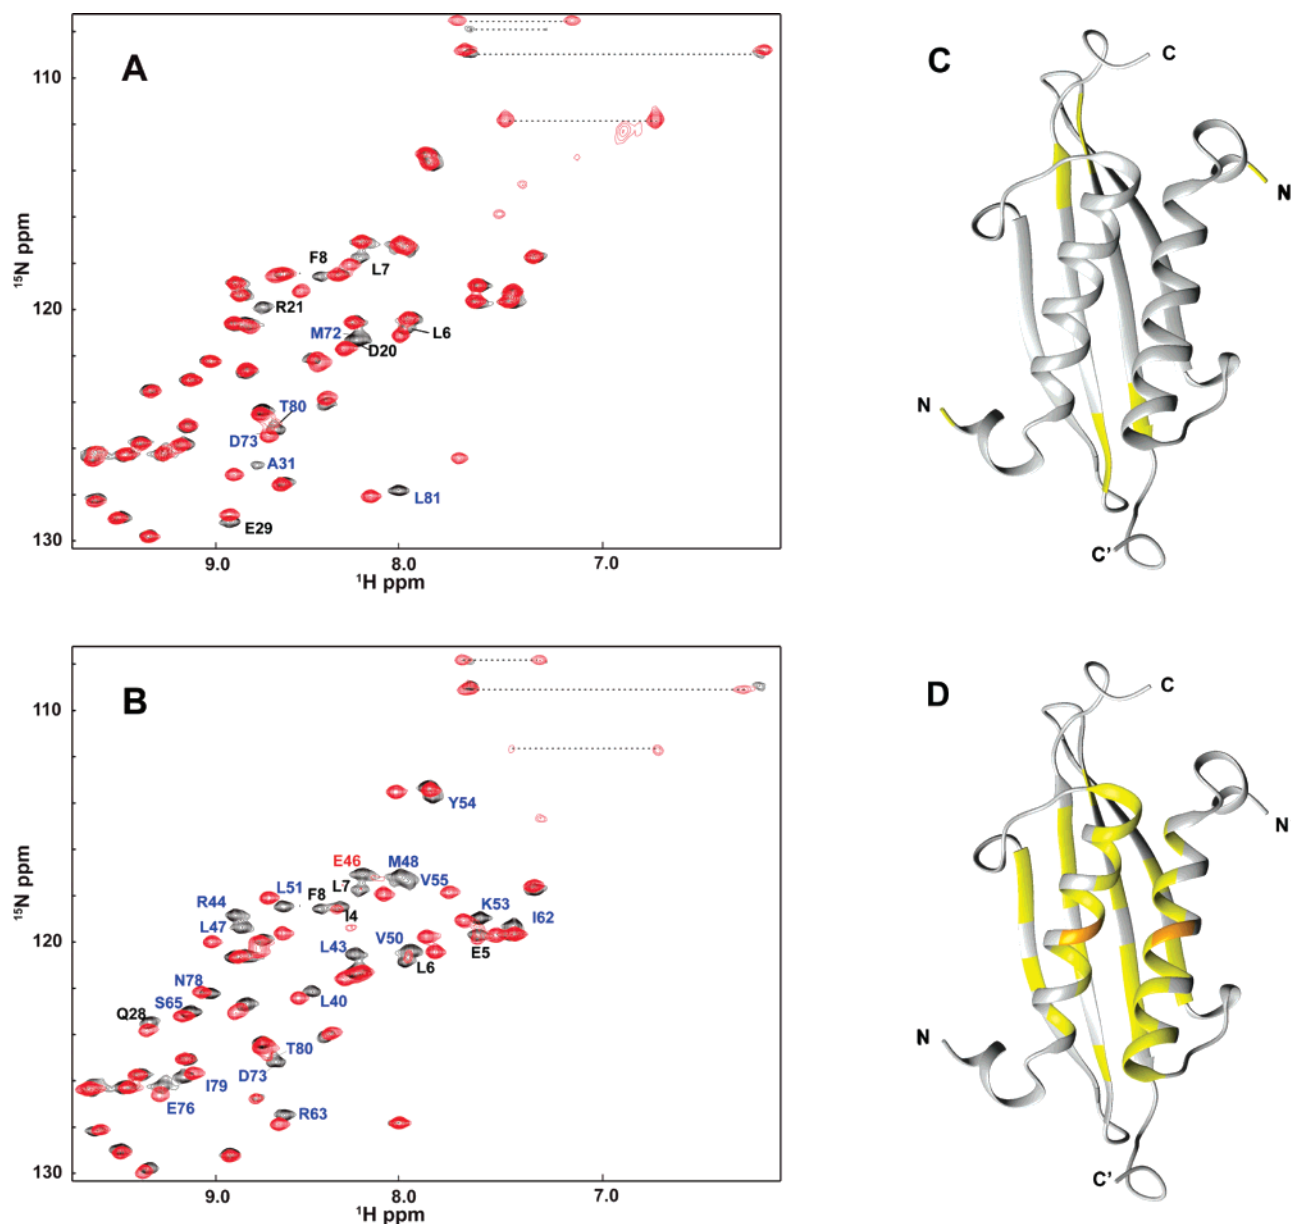 A
110
120
130
¹⁵N ppm
F8
L7
R21
M72
D20
L6
T80
D73
A31
L81
E29
9.0
8.0
7.0
¹H ppm
C
C
N
N
C'
B
110
120
130
¹⁵N ppm
Y54
E46
M48
L7
V55
L51
F8
R44
I4
K53
L47
I62
L43
V50
E5
L6
N78
S65
L40
Q28
T80
D73
I79
E76
R63
9.0
8.0
7.0
¹H ppm
D
C
N
N
C'